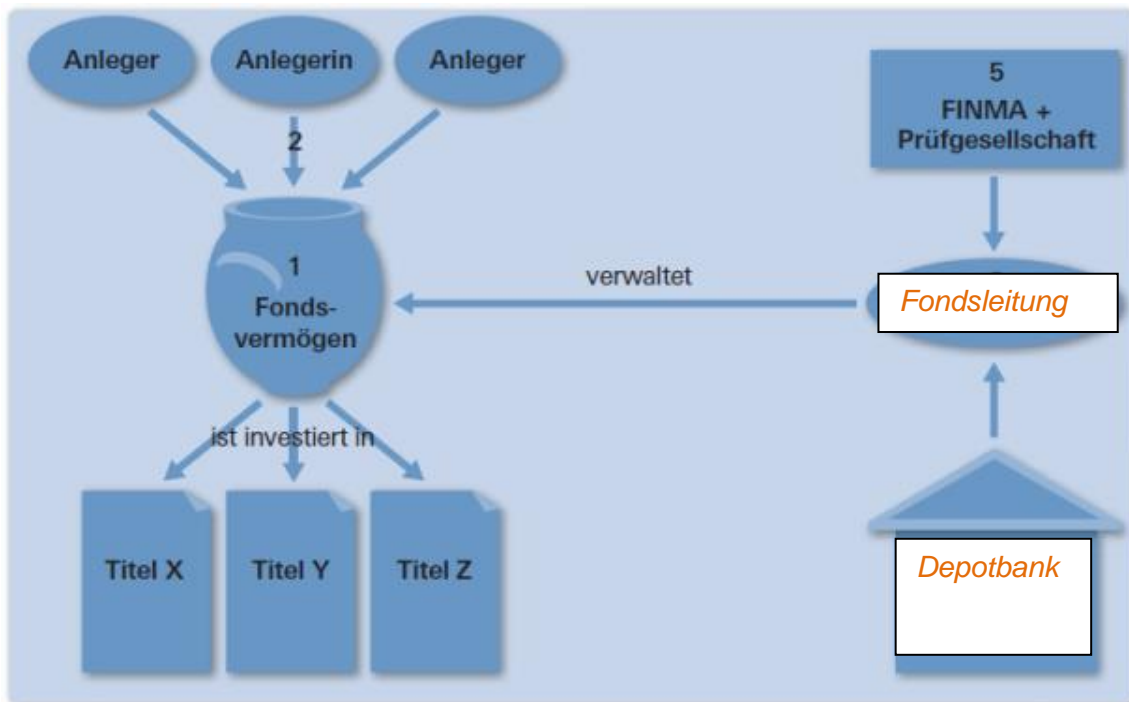 Anleger
Anlegerin
Anleger
5
FINMA +
Prüfgesellschaft
2
1
Fonds-
vermögen
verwaltet
Fondsleitung
ist investiert in
Titel X
Titel Y
Titel Z
Depotbank